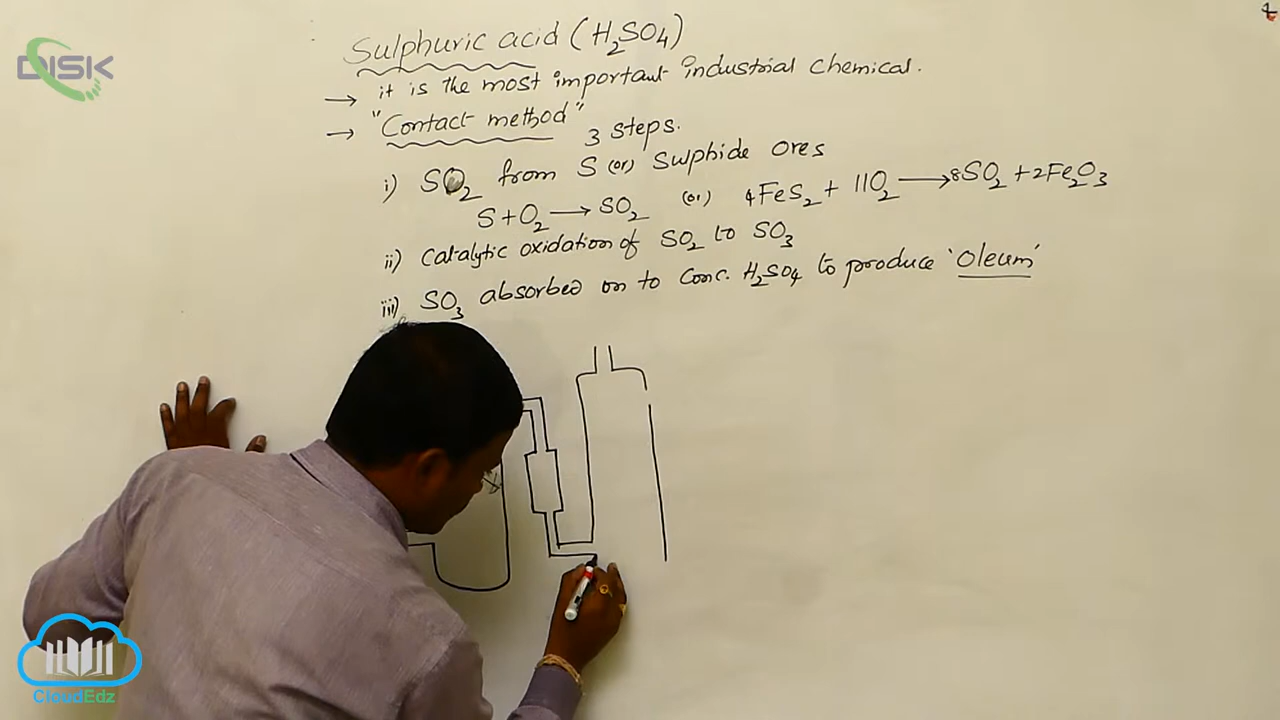 DISK
Sulphuric acid (H₂SO₄)
→ it is the most important industrial chemical.
→ "Contact method"
3 steps.
i) SO₂ from S (or) Sulphide Ores
S + O₂ → SO₂ (or) 4FeS₂ + 11O₂ → 8SO₂ + 2Fe₂O₃
ii) Catalytic oxidation of SO₂ to SO₃
iii) SO₃ absorbed on to Conc. H₂SO₄ to produce 'Oleum'
CloudEdz